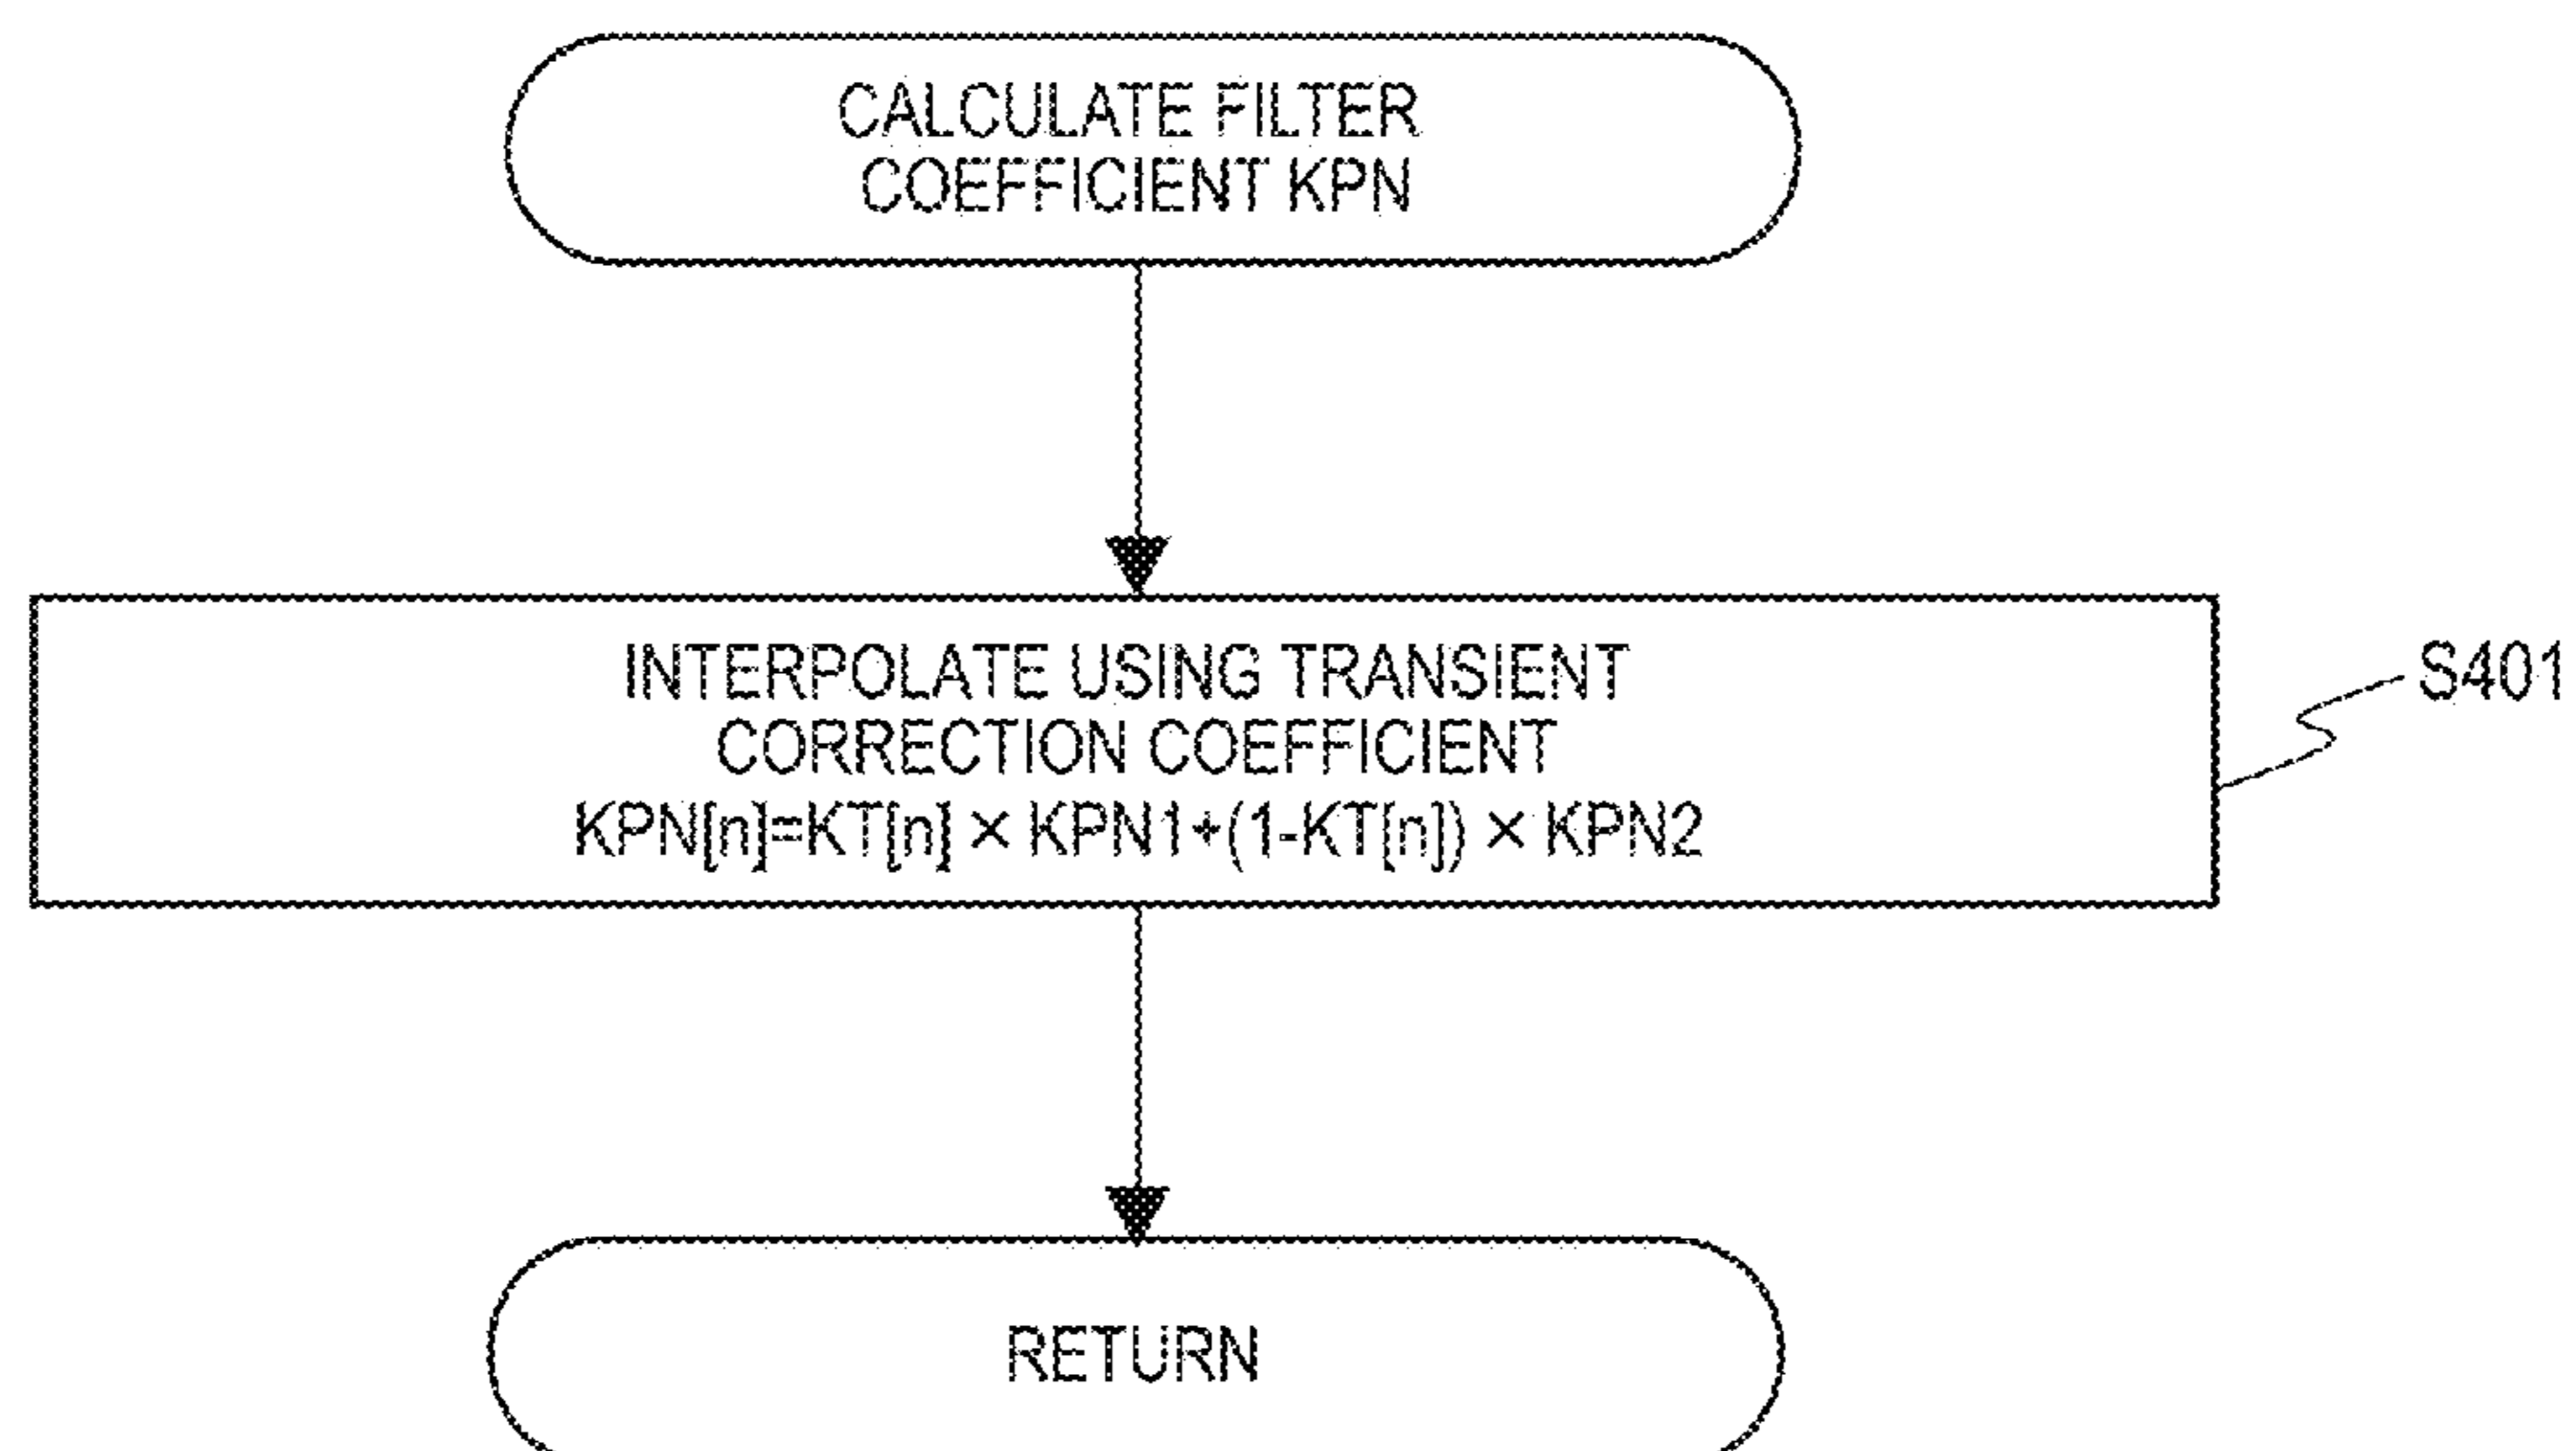 CALCULATE FILTER
COEFFICIENT KPN
INTERPOLATE USING TRANSIENT
CORRECTION COEFFICIENT
KPN[n]=KT[n] × KPN1+(1-KT[n]) × KPN2
S401
RETURN